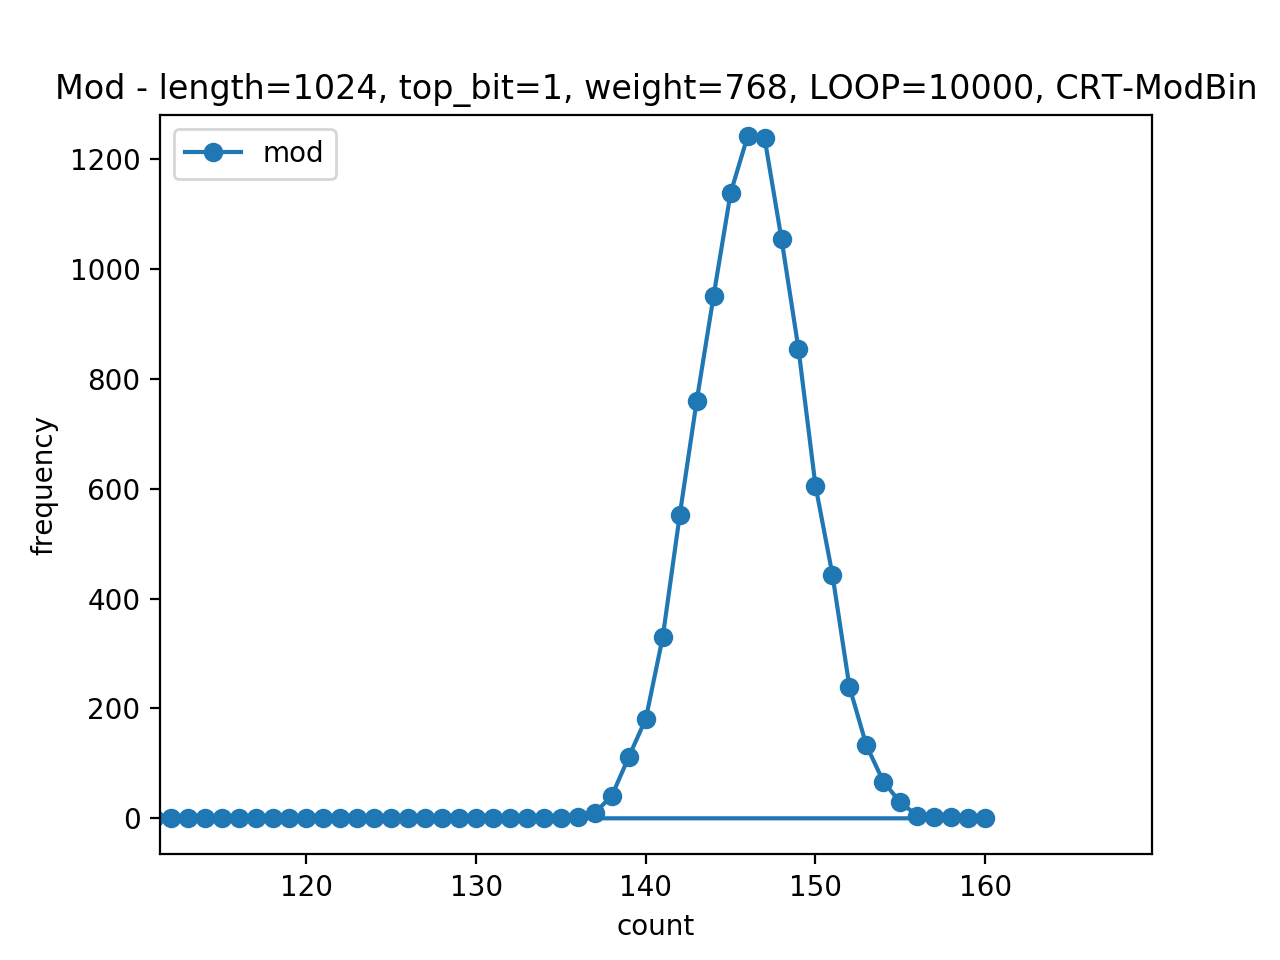 Mod - length=1024, top_bit=1, weight=768, LOOP=10000, CRT-ModBin
mod
1200
1000
800
600
400
200
0
frequency
120 130 140 150 160
count